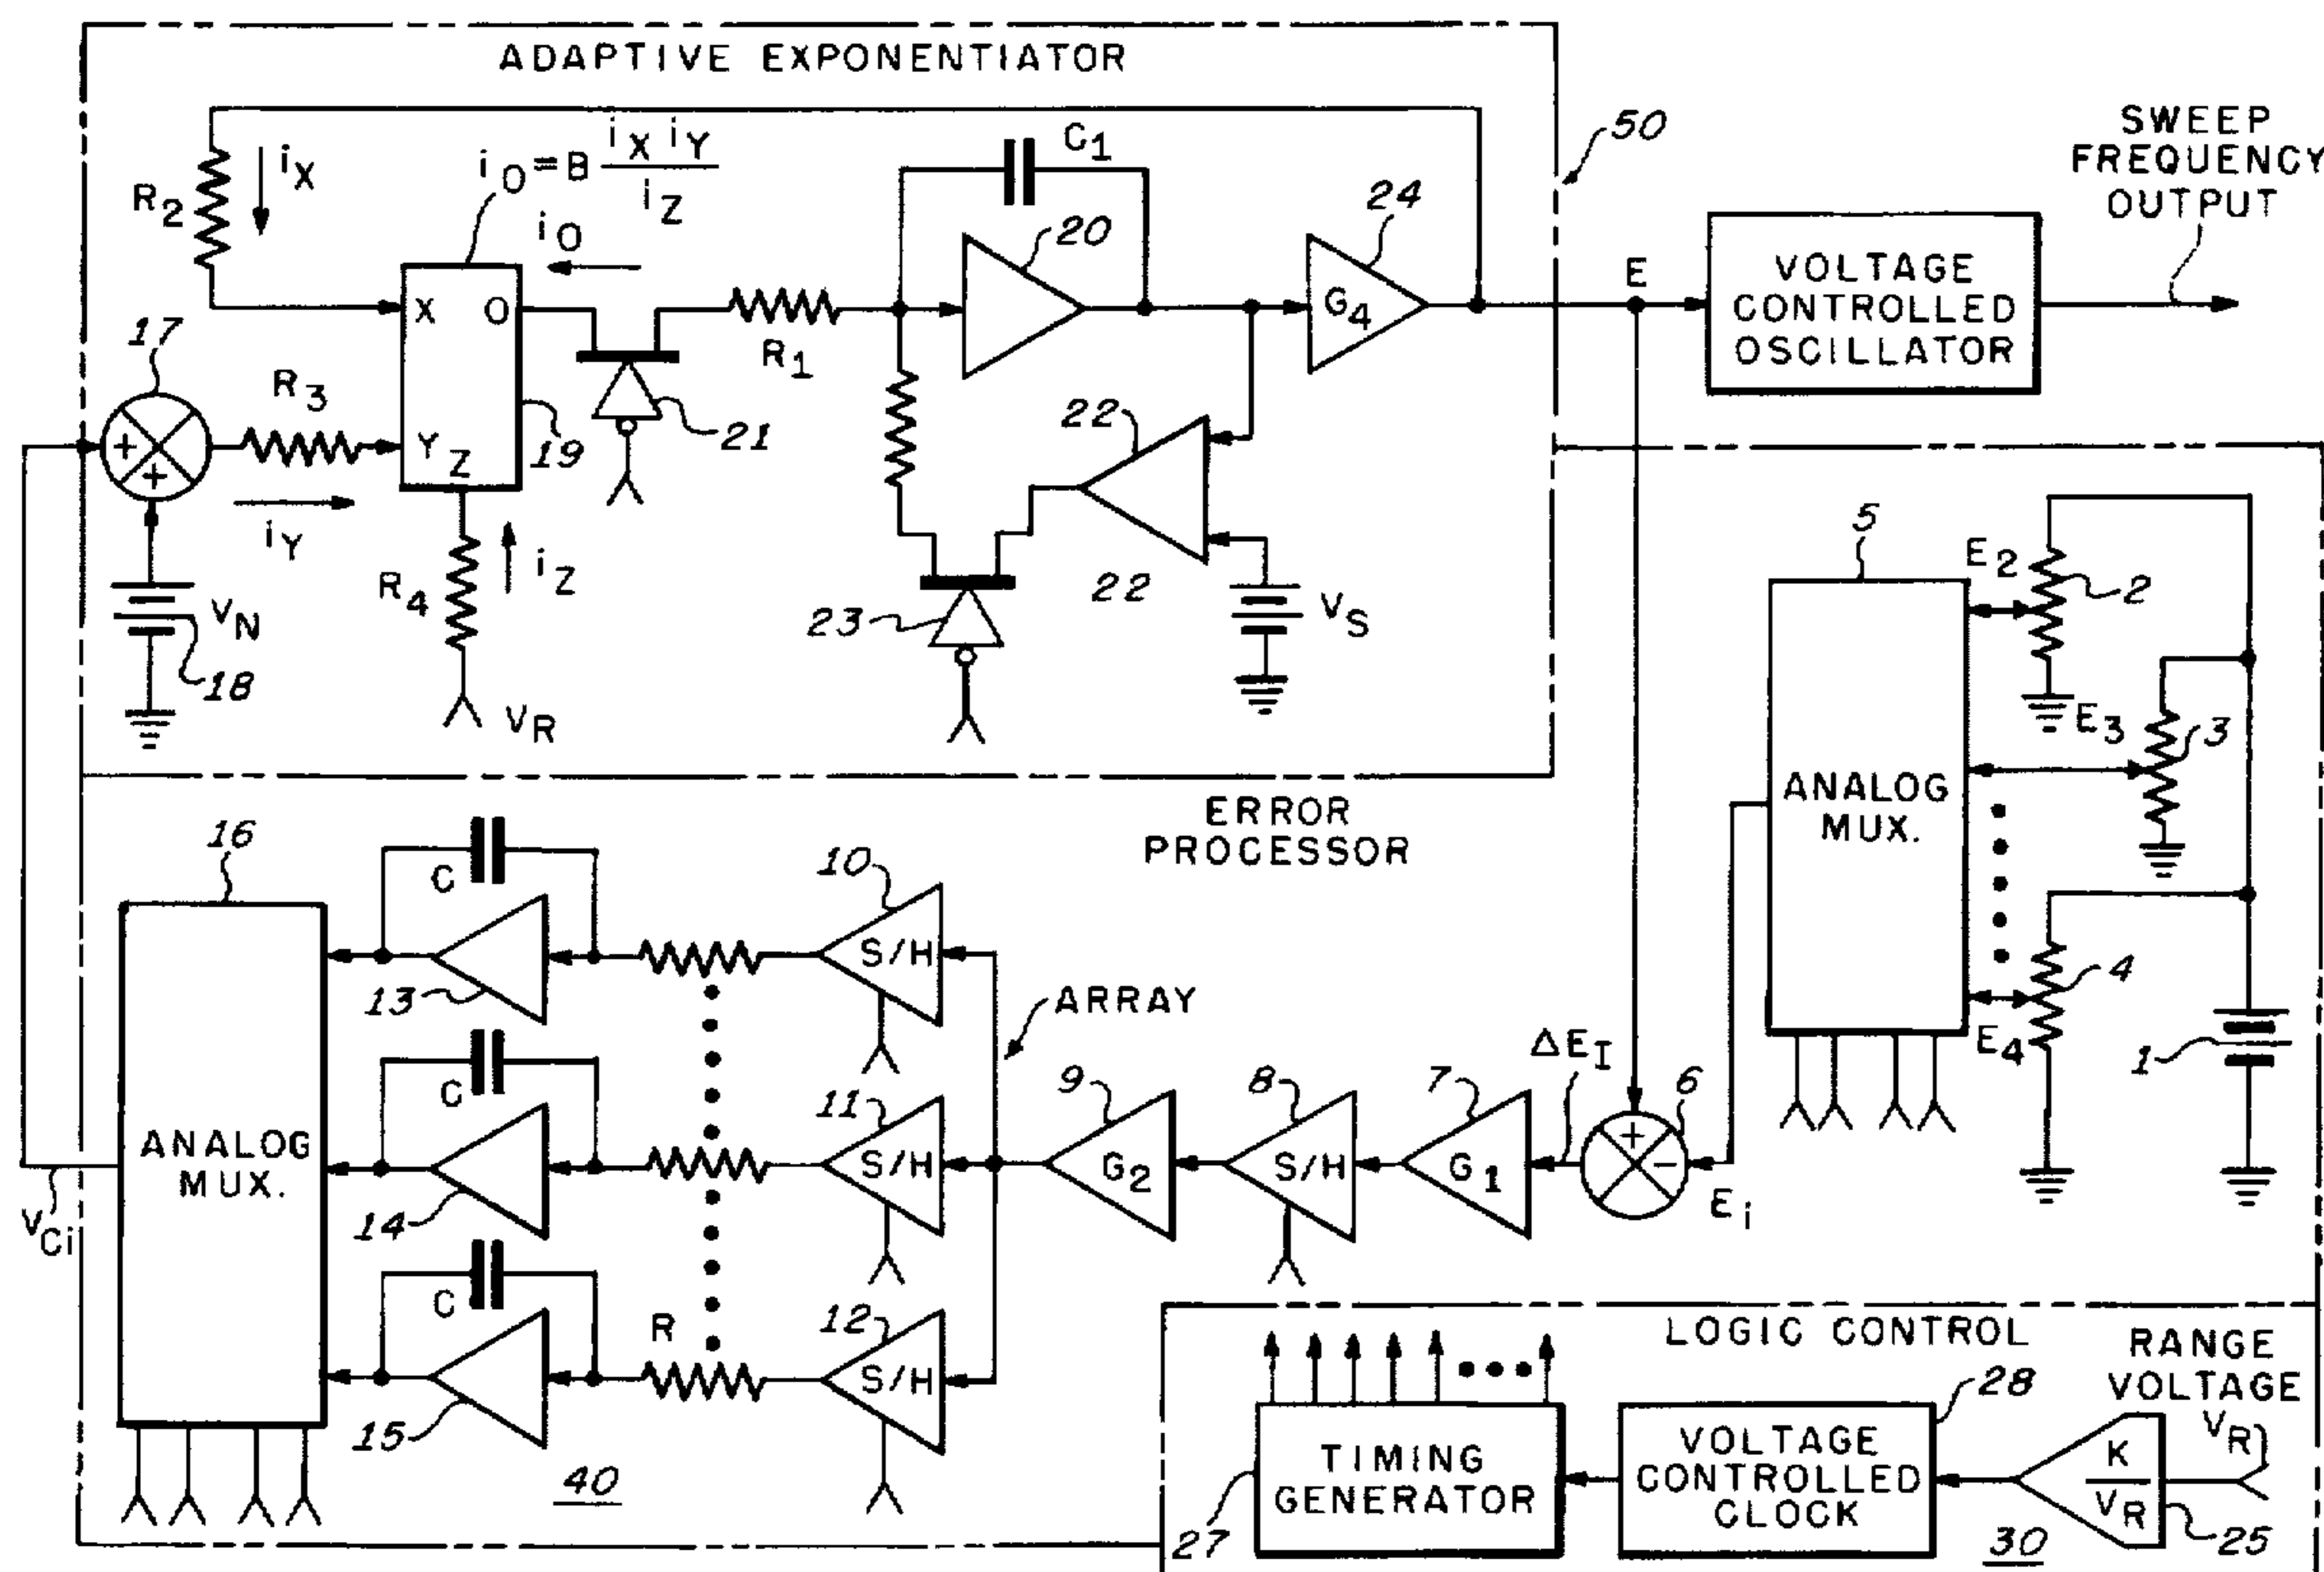 ADAPTIVE EXPONENTIATOR
50
SWEEP
FREQUENCY
OUTPUT
iX
R2
iO = B iX iY / iZ
iO
C1
20
24
G4
E
VOLTAGE
CONTROLLED
OSCILLATOR
17
R3
X
O
Y
Z
19
R1
21
22
22
+
+
iY
iZ
R4
VN
18
VR
23
VS
5
E2
2
E3
3
ANALOG
MUX.
E4
4
1
ERROR
PROCESSOR
16
ANALOG
MUX.
C
13
10
S/H
ARRAY
C
14
11
S/H
9
G2
8
S/H
7
G1
ΔEI
6
+
-
Ei
VCi
C
15
R
12
S/H
40
LOGIC CONTROL
RANGE
VOLTAGE
VR
27
TIMING
GENERATOR
28
VOLTAGE
CONTROLLED
CLOCK
K
VR
25
30